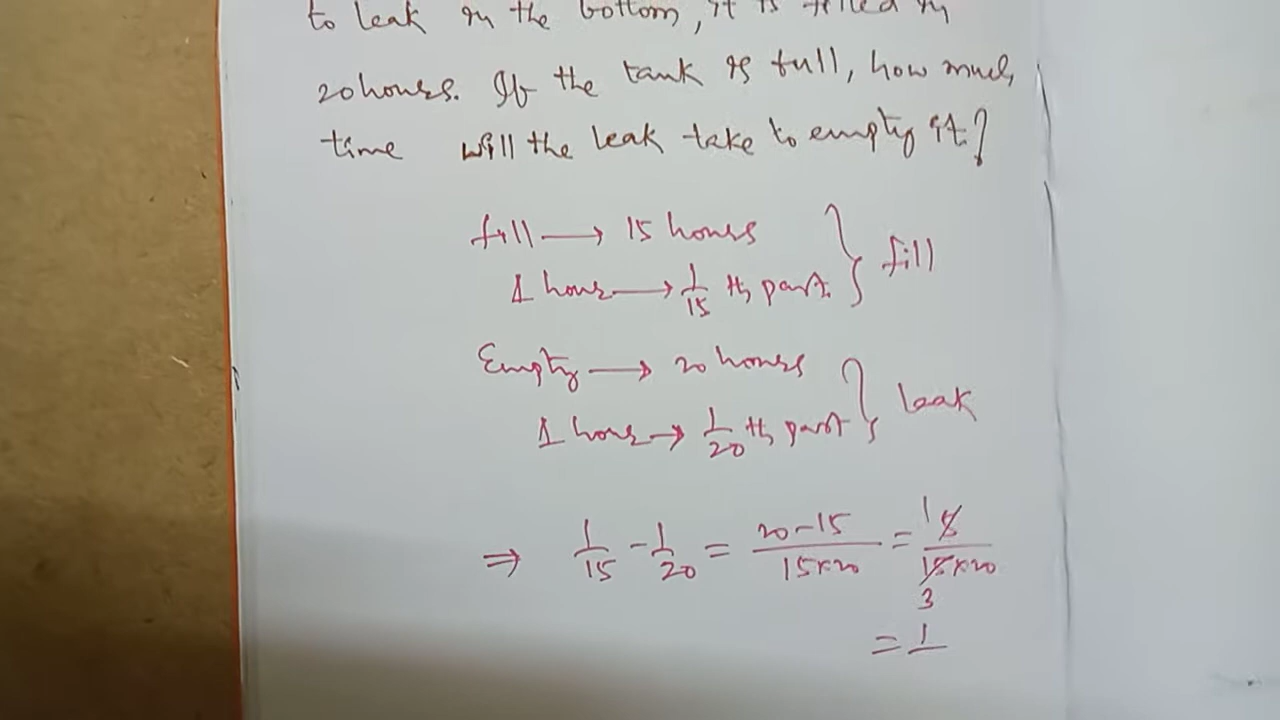 to leak in the bottom, it is filled in
20 hours. If the tank is full, how much
time will the leak take to empty it?
fill → 15 hours
1 hour → 1/15 th part.
} fill
Empty → 20 hours
1 hour → 1/20 th part
} leak
⇒ 1/15 - 1/20 = 20-15/15×20 = 1 5/15×20 3
= 1/